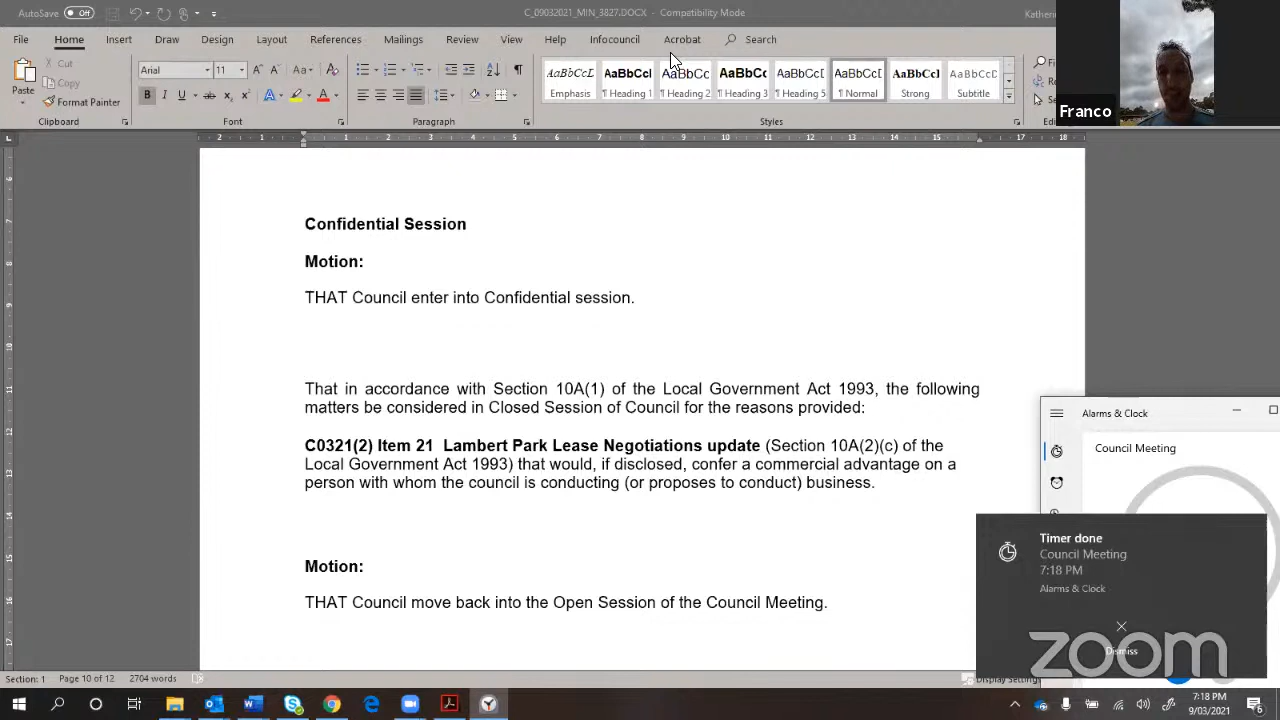 AutoSave Off
C_09032021_MIN_3827.DOCX - Compatibility Mode
File Home Insert Draw Design Layout References Mailings Review View Help Infocouncil Acrobat Search
Cut
Copy
Format Painter
Paste
Clipboard
Arial 11
Font
Paragraph
AaBbCcL AaBbCcI AaBbCc AaBbCc AaBbCcD AaBbCcD AaBbCcI AaBbCcD
Emphasis ¶ Heading 1 ¶ Heading 2 ¶ Heading 3 ¶ Heading 5 ¶ Normal Strong Subtitle
Styles
Franco
Confidential Session
Motion:
THAT Council enter into Confidential session.
That in accordance with Section 10A(1) of the Local Government Act 1993, the following
matters be considered in Closed Session of Council for the reasons provided:
C0321(2) Item 21 Lambert Park Lease Negotiations update (Section 10A(2)(c) of the
Local Government Act 1993) that would, if disclosed, confer a commercial advantage on a
person with whom the council is conducting (or proposes to conduct) business.
Motion:
THAT Council move back into the Open Session of the Council Meeting.
Alarms & Clock
Council Meeting
Timer done
Council Meeting
7:18 PM
Alarms & Clock
Dismiss
zoom
Section: 1 Page 10 of 12 2704 words
Display Settings
7:18 PM
9/03/2021